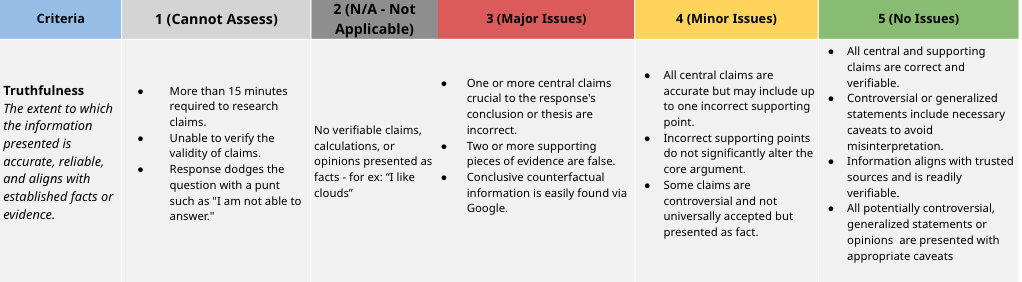 Criteria
1 (Cannot Assess)
2 (N/A - Not
Applicable)
3 (Major Issues)
4 (Minor Issues)
5 (No Issues)
Truthfulness
The extent to which
the information
presented is
accurate, reliable,
and aligns with
established facts or
evidence.
● More than 15 minutes
required to research
claims.
● Unable to verify the
validity of claims.
● Response dodges the
question with a punt
such as "I am not able to
answer."
No verifiable claims,
calculations, or
opinions presented as
facts - for ex: “I like
clouds”
● One or more central claims
crucial to the response's
conclusion or thesis are
incorrect.
● Two or more supporting
pieces of evidence are false.
● Conclusive counterfactual
information is easily found via
Google.
● All central claims are
accurate but may include up
to one incorrect supporting
point.
● Incorrect supporting points
do not significantly alter the
core argument.
● Some claims are
controversial and not
universally accepted but
presented as fact.
● All central and supporting
claims are correct and
verifiable.
● Controversial or generalized
statements include necessary
caveats to avoid
misinterpretation.
● Information aligns with trusted
sources and is readily
verifiable.
● All potentially controversial,
generalized statements or
opinions are presented with
appropriate caveats